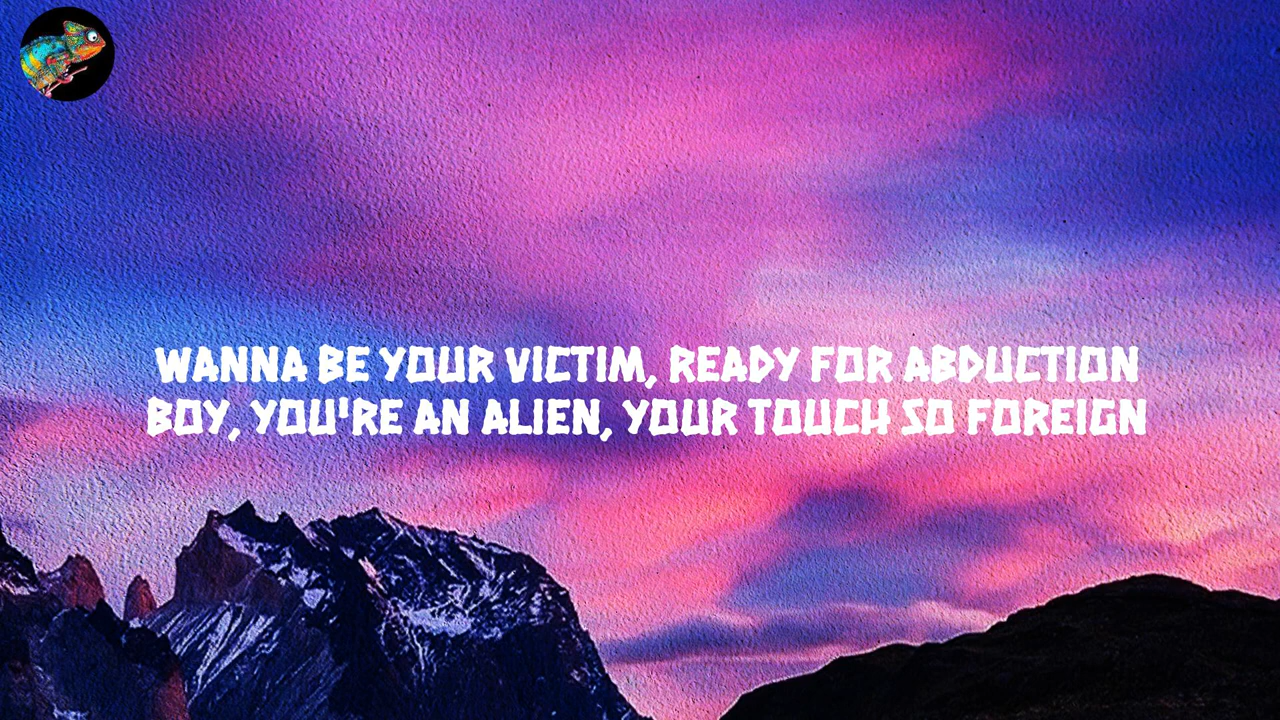 WANNA BE YOUR VICTIM, READY FOR ABDUCTION
BOY, YOU'RE AN ALIEN, YOUR TOUCH SO FOREIGN